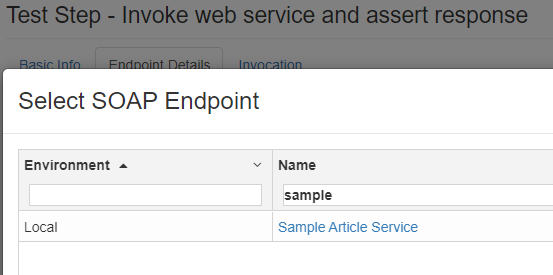 Test Step - Invoke web service and assert response
Basic Info Endpoint Details Invocation
Select SOAP Endpoint
Environment Name
sample
Local Sample Article Service